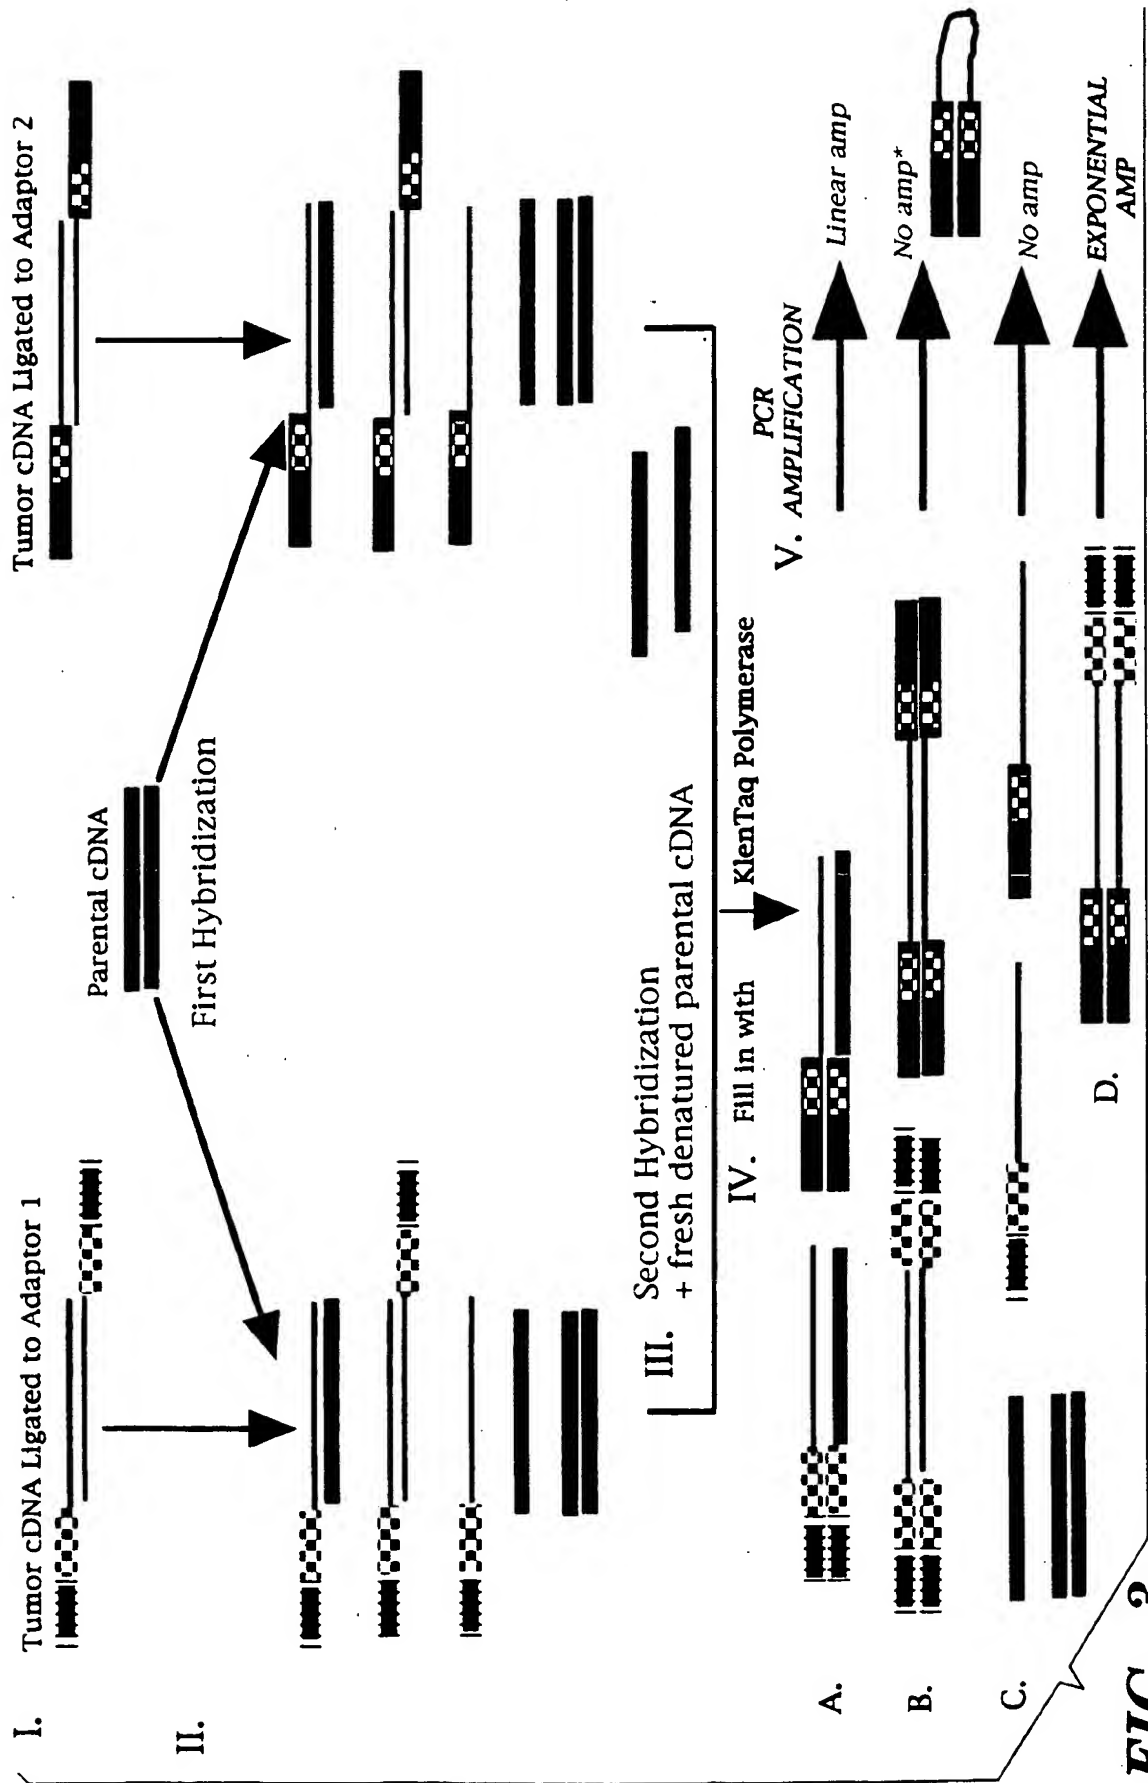 I.
Tumor cDNA Ligated to Adaptor 1
Tumor cDNA Ligated to Adaptor 2
Parental cDNA
II.
First Hybridization
III. Second Hybridization
+ fresh denatured parental cDNA
IV. Fill in with KlenTaq Polymerase
V. PCR
AMPLIFICATION
A.
Linear amp
B.
No amp*
C.
No amp
D.
EXPONENTIAL
AMP
FIG.